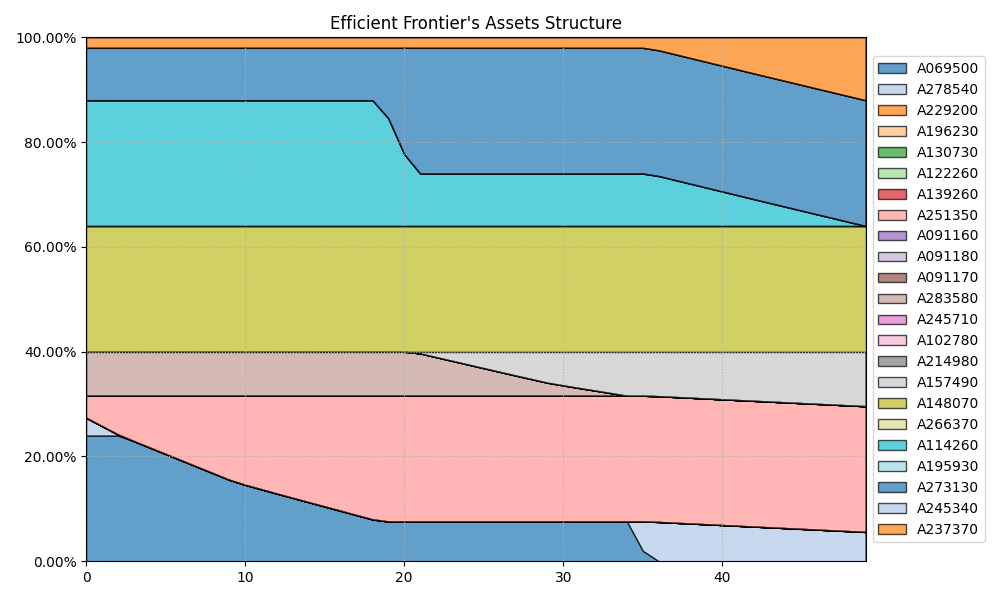 Efficient Frontier's Assets Structure
100.00%
80.00%
60.00%
40.00%
20.00%
0.00%
0
10
20
30
40
A069500
A278540
A229200
A196230
A130730
A122260
A139260
A251350
A091160
A091180
A091170
A283580
A245710
A102780
A214980
A157490
A148070
A266370
A114260
A195930
A273130
A245340
A237370